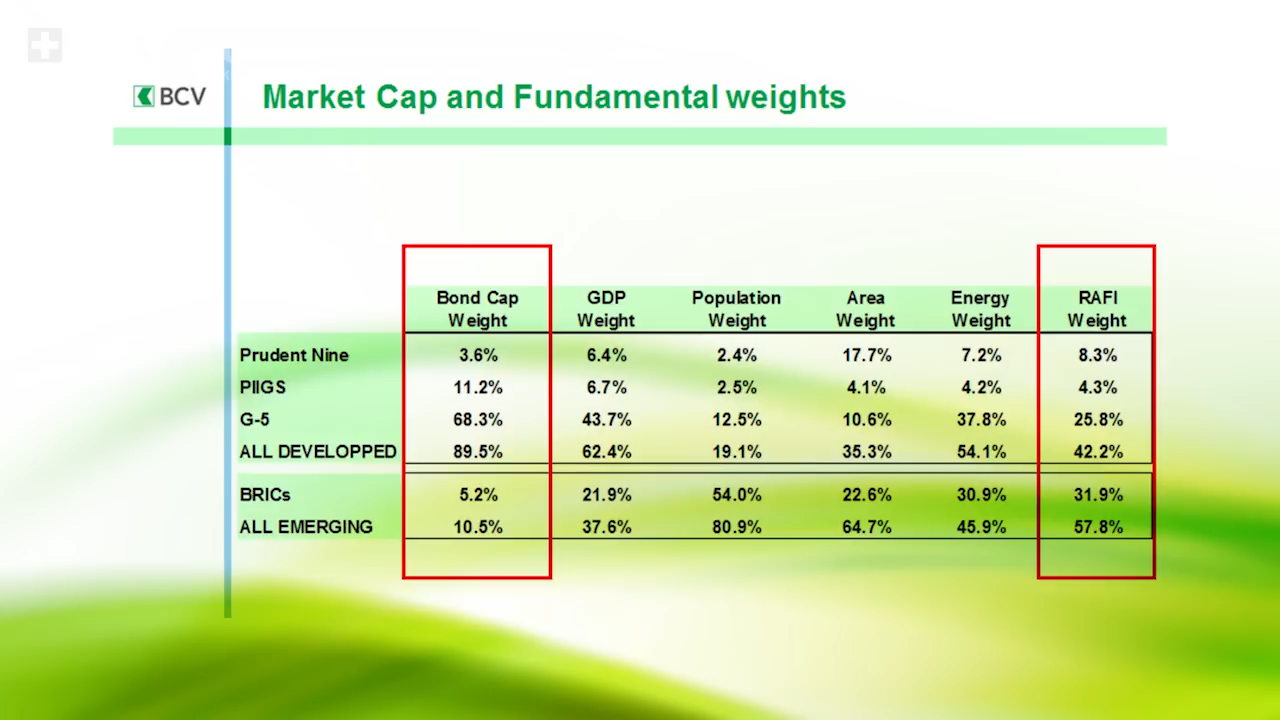 BCV
Market Cap and Fundamental weights
Bond Cap Weight GDP Weight Population Weight Area Weight Energy Weight RAFI Weight
Prudent Nine 3.6% 6.4% 2.4% 17.7% 7.2% 8.3%
PIIGS 11.2% 6.7% 2.5% 4.1% 4.2% 4.3%
G-5 68.3% 43.7% 12.5% 10.6% 37.8% 25.8%
ALL DEVELOPPED 89.5% 62.4% 19.1% 35.3% 54.1% 42.2%
BRICs 5.2% 21.9% 54.0% 22.6% 30.9% 31.9%
ALL EMERGING 10.5% 37.6% 80.9% 64.7% 45.9% 57.8%